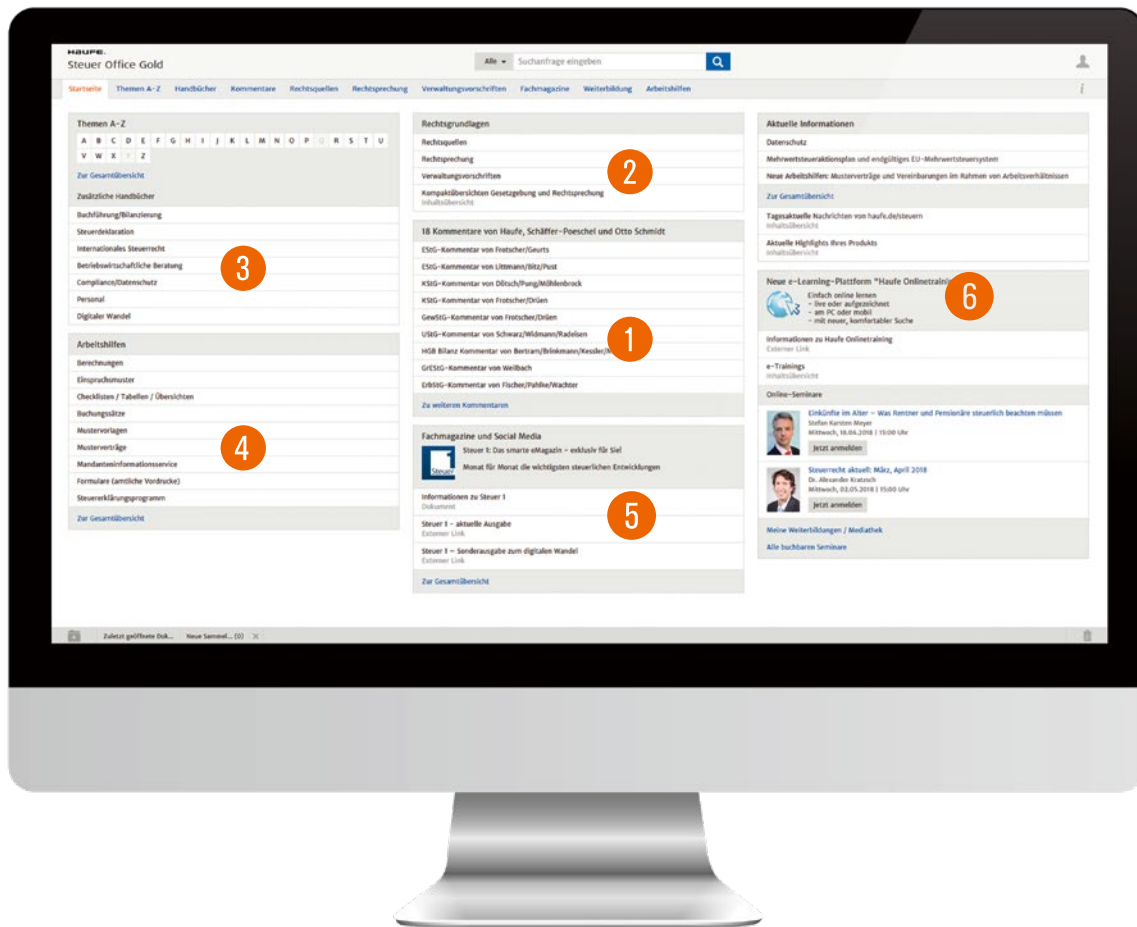 HAUFE.
Steuer Office Gold
Alle
Suchanfrage eingeben
Startseite Themen A-Z Handbücher Kommentare Rechtsquellen Rechtsprechung Verwaltungsvorschriften Fachmagazine Weiterbildung Arbeitshilfen
i
Themen A-Z
A B C D E F G H I J K L M N O P Q R S T U
V W X Y Z
Zur Gesamtübersicht
Zusätzliche Handbücher
Buchführung/Bilanzierung
Steuerdeklaration
Internationales Steuerrecht
Betriebswirtschaftliche Beratung
Compliance/Datenschutz
Personal
Digitaler Wandel
3
Arbeitshilfen
Berechnungen
Einspruchsmuster
Checklisten / Tabellen / Übersichten
Buchungssätze
Mustervorlagen
Musterverträge
Mandanteninformationsservice
Formulare (amtliche Vordrucke)
Steuererklärungsprogramm
Zur Gesamtübersicht
4
Rechtsgrundlagen
Rechtsquellen
Rechtsprechung
Verwaltungsvorschriften
Kompaktübersichten Gesetzgebung und Rechtsprechung
Inhaltsübersicht
2
18 Kommentare von Haufe, Schäffer-Poeschel und Otto Schmidt
EStG-Kommentar von Frotscher/Geurts
EStG-Kommentar von Littmann/Bitz/Pust
KStG-Kommentar von Dötsch/Pung/Möhlenbrock
KStG-Kommentar von Frotscher/Drüen
GewStG-Kommentar von Frotscher/Drüen
UStG-Kommentar von Schwarz/Widmann/Radeisen
HGB Bilanz Kommentar von Bertram/Brinkmann/Kessler/M
GrEStG-Kommentar von Weilbach
ErbStG-Kommentar von Fischer/Pahlke/Wachter
Zu weiteren Kommentaren
1
Fachmagazine und Social Media
1
Steuer
Steuer 1: Das smarte eMagazin - exklusiv für Sie!
Monat für Monat die wichtigsten steuerlichen Entwicklungen
Informationen zu Steuer 1
Dokument
Steuer 1 - aktuelle Ausgabe
Externer Link
Steuer 1 - Sonderausgabe zum digitalen Wandel
Externer Link
Zur Gesamtübersicht
5
Aktuelle Informationen
Datenschutz
Mehrwertsteueraktionsplan und endgültiges EU-Mehrwertsteuersystem
Neue Arbeitshilfen: Musterverträge und Vereinbarungen im Rahmen von Arbeitsverhältnissen
Zur Gesamtübersicht
Tagesaktuelle Nachrichten von haufe.de/steuern
Inhaltsübersicht
Aktuelle Highlights Ihres Produkts
Inhaltsübersicht
Neue e-Learning-Plattform "Haufe Onlinetrainin
Einfach online lernen
- live oder aufgezeichnet
- am PC oder mobil
- mit neuer, komfortabler Suche
6
Informationen zu Haufe Onlinetraining
Externer Link
e-Trainings
Inhaltsübersicht
Online-Seminare
Einkünfte im Alter – Was Rentner und Pensionäre steuerlich beachten müssen
Stefan Karsten Meyer
Mittwoch, 18.04.2018 | 15:00 Uhr
Jetzt anmelden
Steuerrecht aktuell: März, April 2018
Dr. Alexander Kratzsch
Mittwoch, 02.05.2018 | 15:00 Uhr
Jetzt anmelden
Meine Weiterbildungen / Mediathek
Alle buchbaren Seminare
Zuletzt geöffnete Dok... Neue Sammel... (0)